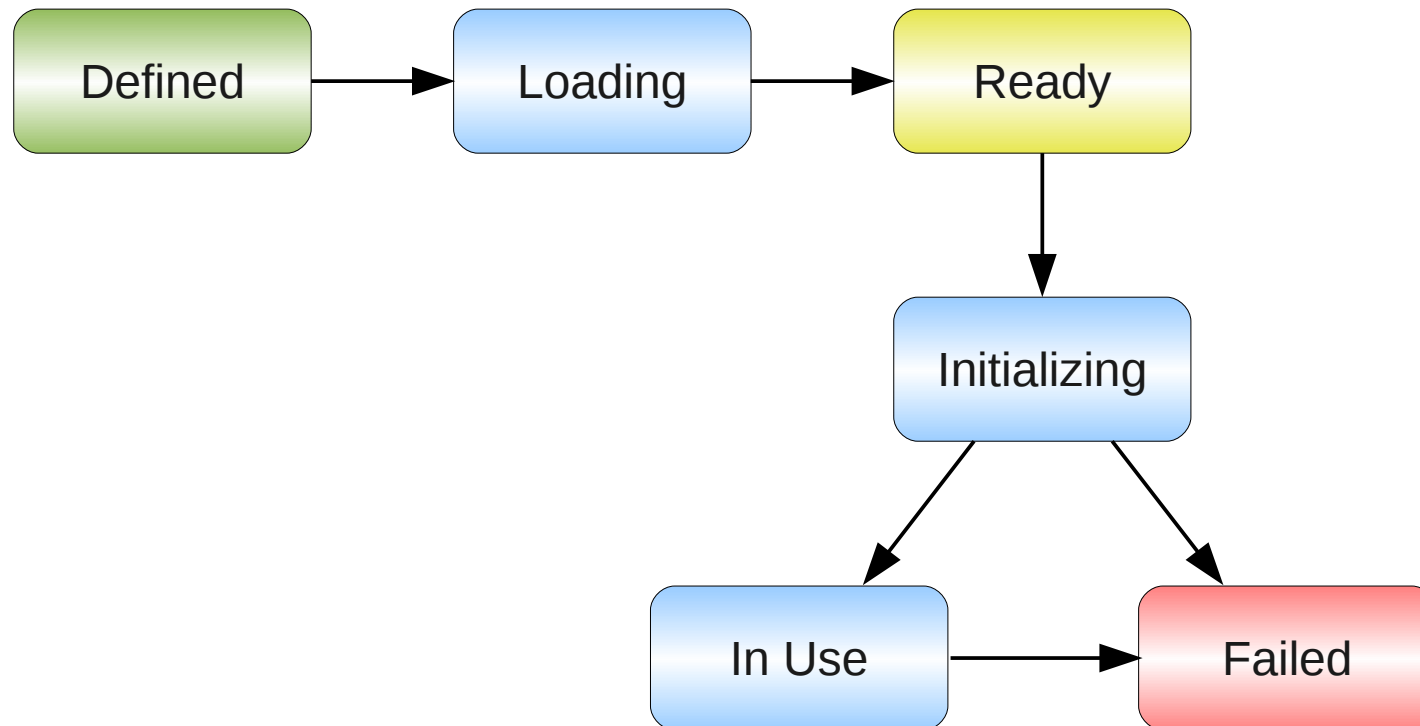 Defined
Loading
Ready
Initializing
In Use
Failed